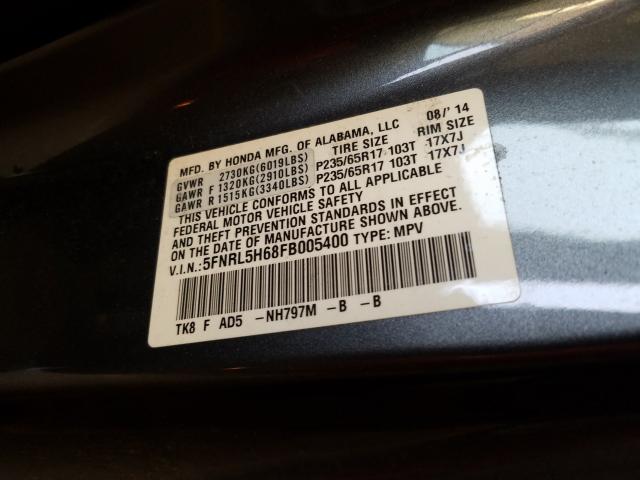 MFD. BY HONDA MFG. OF ALABAMA, LLC 08/'14
TIRE SIZE RIM SIZE
GVWR 2730KG(6019LBS)
GAWR F 1320KG(2910LBS) P235/65R17 103T 17X7J
GAWR R 1515KG(3340LBS) P235/65R17 103T 17X7J
THIS VEHICLE CONFORMS TO ALL APPLICABLE
FEDERAL MOTOR VEHICLE SAFETY
AND THEFT PREVENTION STANDARDS IN EFFECT
ON THE DATE OF MANUFACTURE SHOWN ABOVE.
V.I.N.: 5FNRL5H68FB005400 TYPE: MPV
TK8 F AD5 -NH797M -B -B